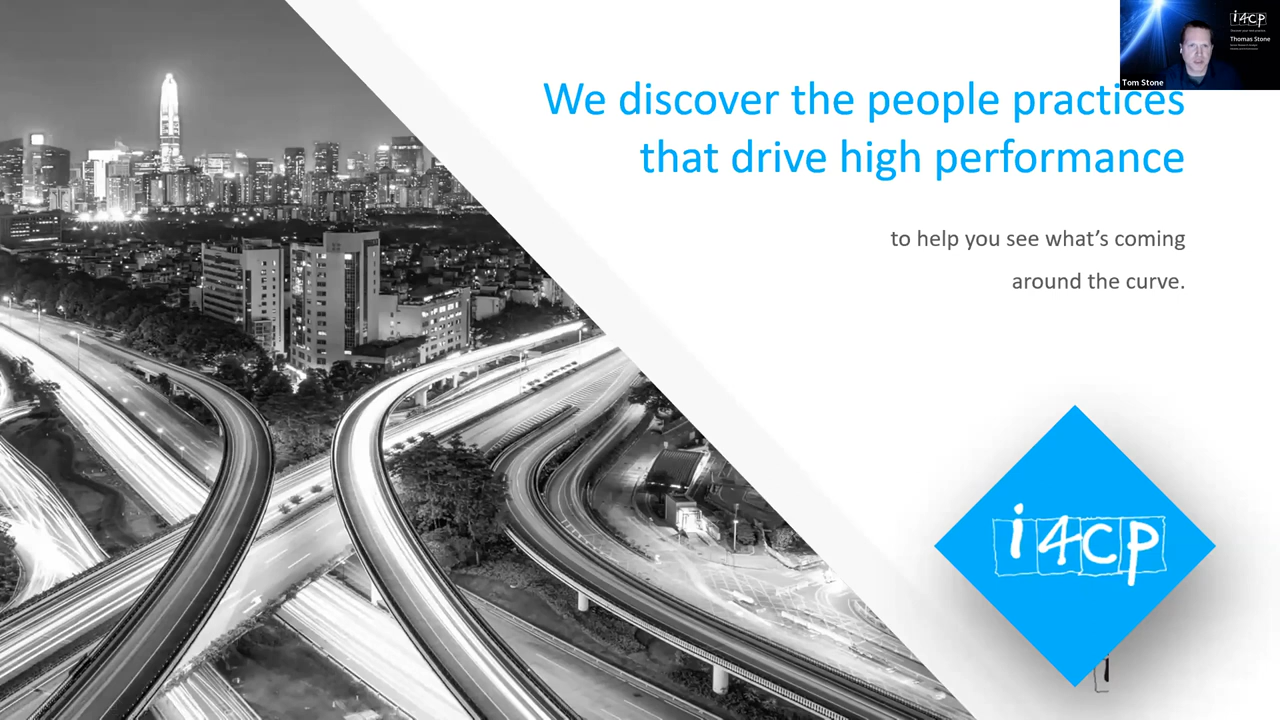 We discover the people practices
that drive high performance
to help you see what’s coming
around the curve.
i4cp
i4cp
Thomas Stone
Tom Stone